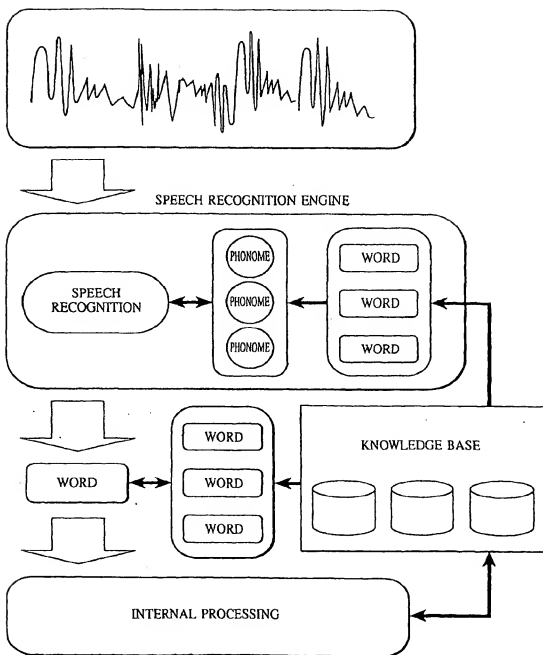 SPEECH RECOGNITION ENGINE
SPEECH
RECOGNITION
PHONOME
PHONOME
PHONOME
WORD
WORD
WORD
KNOWLEDGE BASE
WORD
WORD
WORD
WORD
INTERNAL PROCESSING